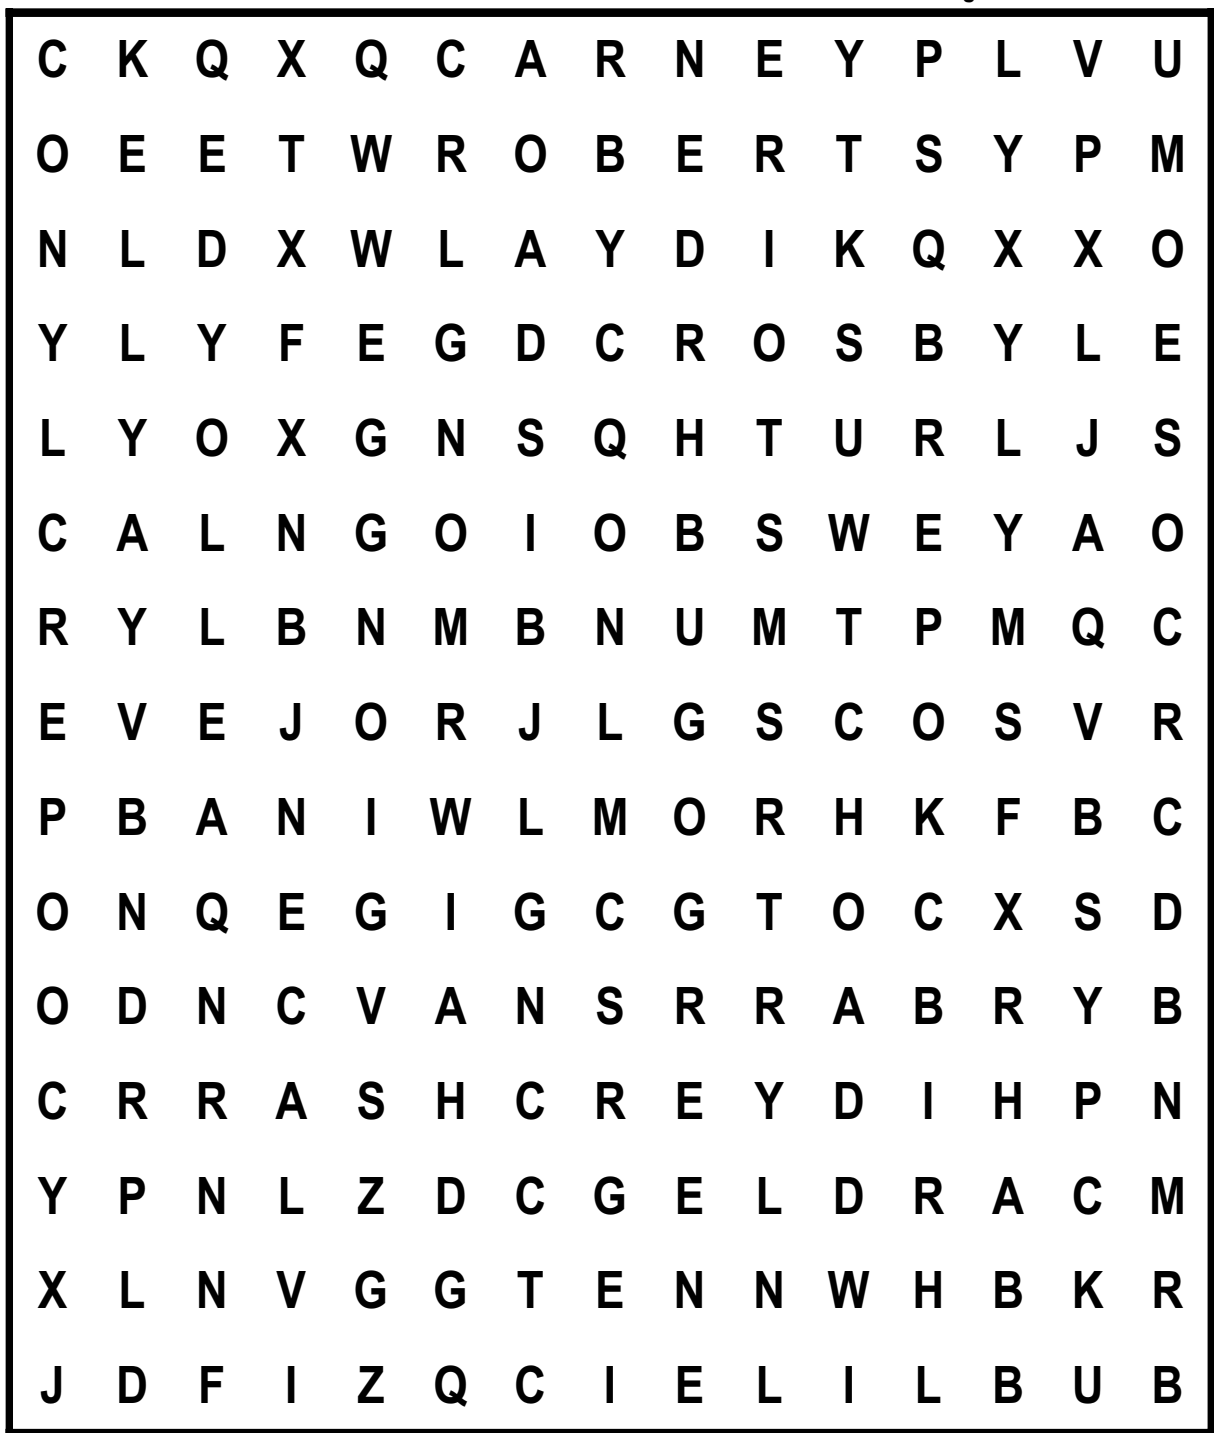 C K Q X Q C A R N E Y P L V U
O E E T W R O B E R T S Y P M
N L D X W L A Y D I K Q X X O
Y L Y F E G D C R O S B Y L E
L Y O X G N S Q H T U R L J S
C A L N G O I O B S W E Y A O
R Y L B N M B N U M T P M Q C
E V E J O R J L G S C O S V R
P B A N I W L M O R H K F B C
O N Q E G I G C G T O C X S D
O D N C V A N S R R A B R Y B
C R R A S H C R E Y D I H P N
Y P N L Z D C G E L D R A C M
X L N V G G T E N N W H B K R
J D F I Z Q C I E L I L B U B